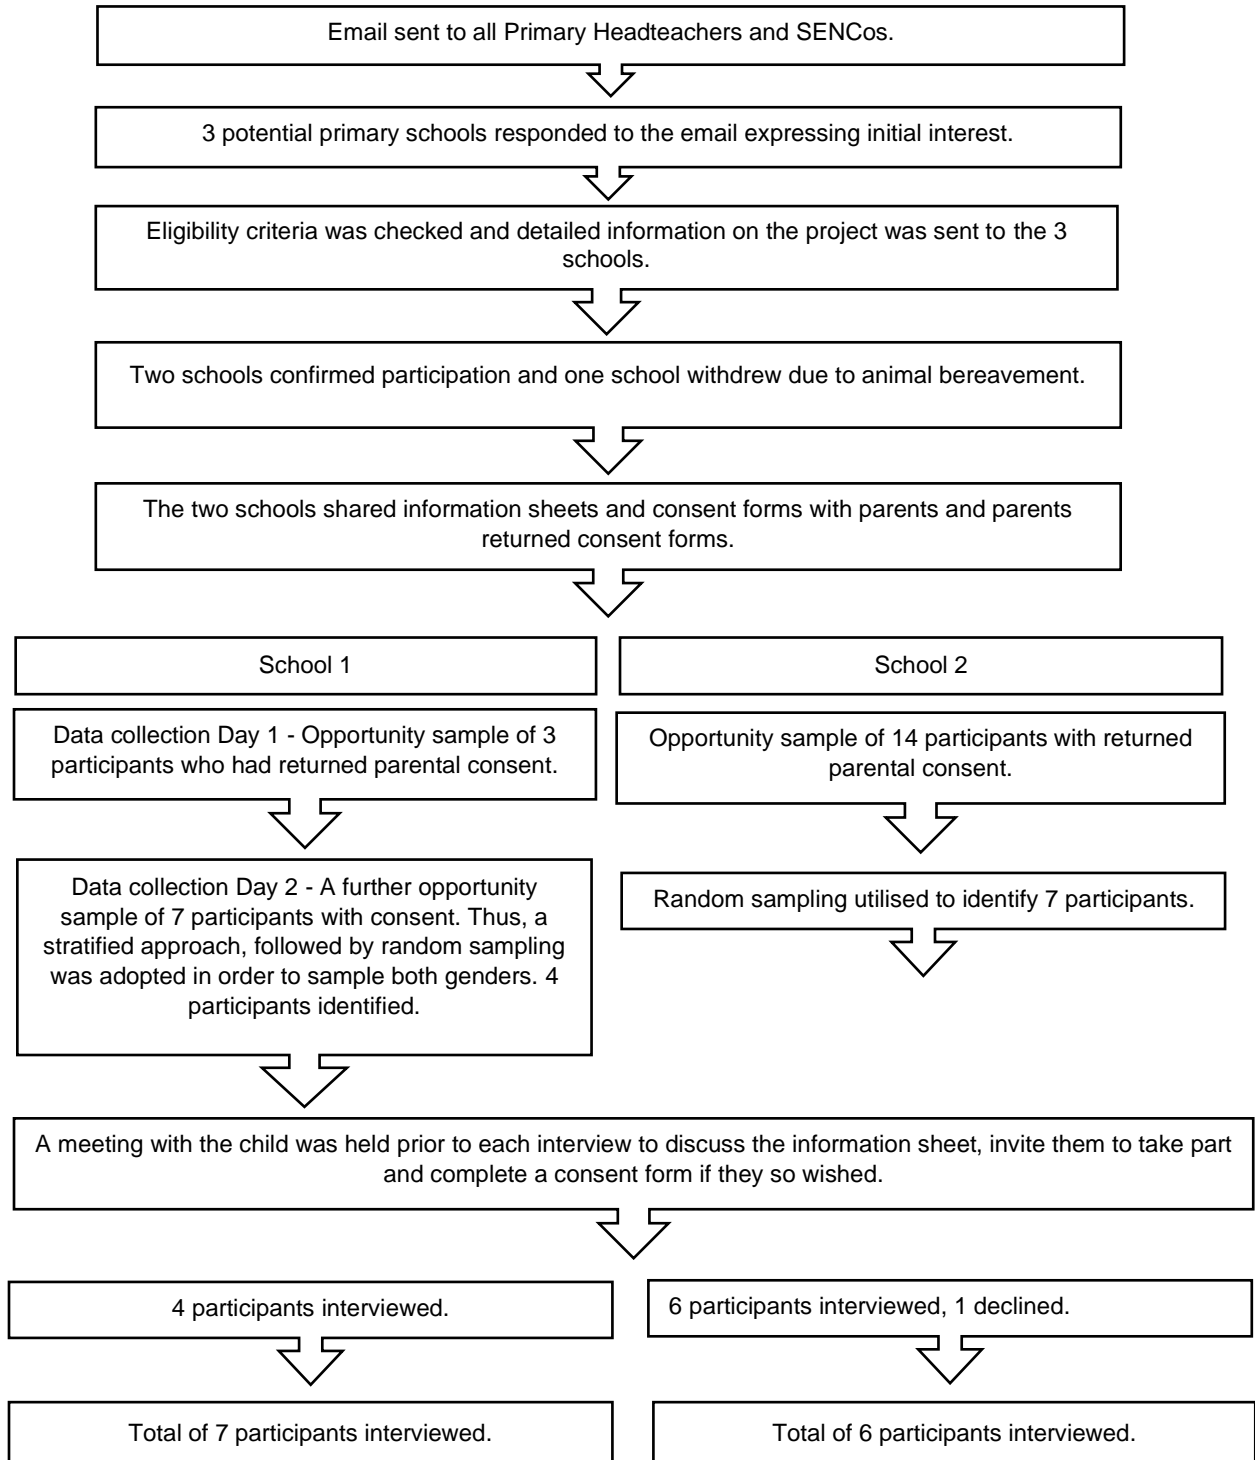 Email sent to all Primary Headteachers and SENCos.
3 potential primary schools responded to the email expressing initial interest.
Eligibility criteria was checked and detailed information on the project was sent to the 3
schools.
Two schools confirmed participation and one school withdrew due to animal bereavement.
The two schools shared information sheets and consent forms with parents and parents
returned consent forms.
School 1
School 2
Data collection Day 1 - Opportunity sample of 3
participants who had returned parental consent.
Opportunity sample of 14 participants with returned
parental consent.
Data collection Day 2 - A further opportunity
sample of 7 participants with consent. Thus, a
stratified approach, followed by random sampling
was adopted in order to sample both genders. 4
participants identified.
Random sampling utilised to identify 7 participants.
A meeting with the child was held prior to each interview to discuss the information sheet, invite them to take part
and complete a consent form if they so wished.
4 participants interviewed.
6 participants interviewed, 1 declined.
Total of 7 participants interviewed.
Total of 6 participants interviewed.